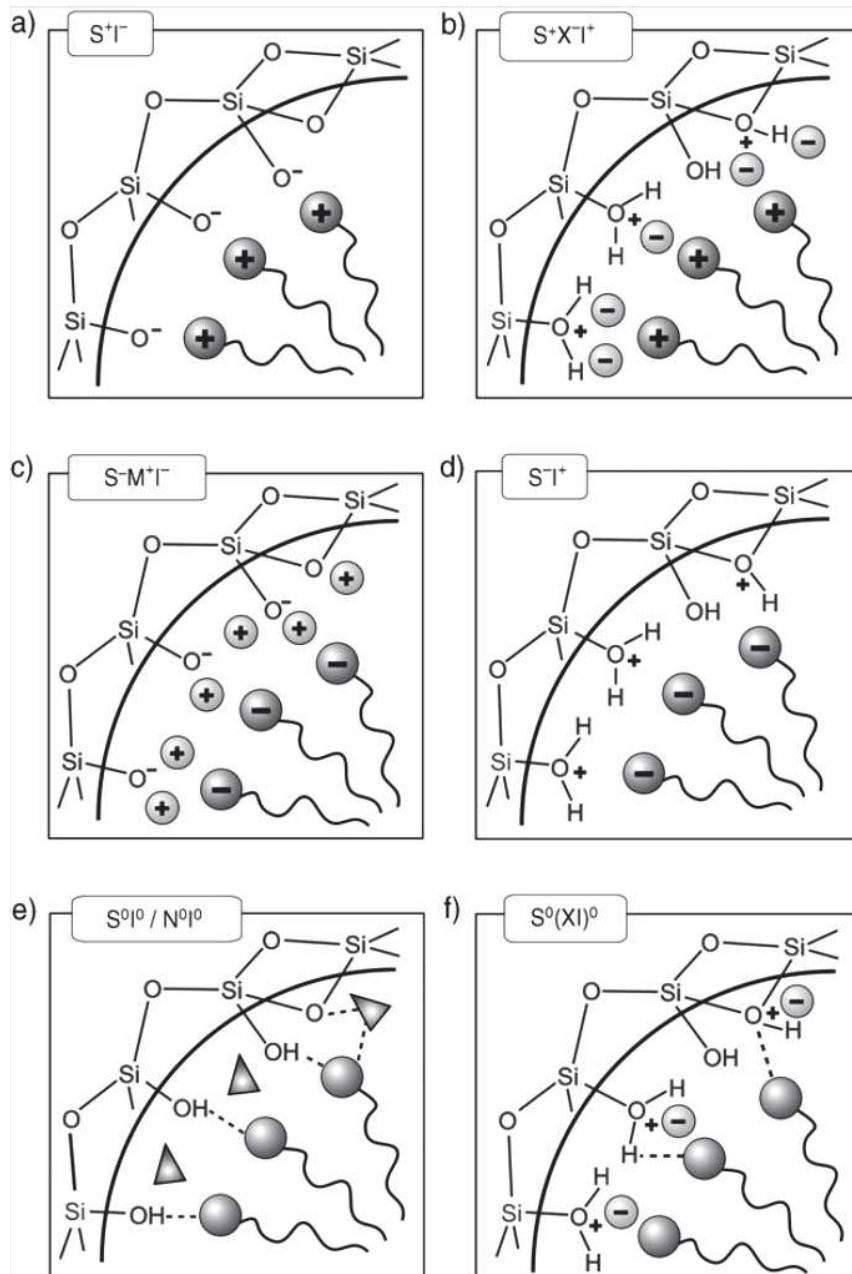 a) S⁺I⁻
O Si
O Si O
Si O⁻
O O⁻ +
+
Si O⁻ +
b) S⁺X⁻I⁺
O Si
O Si O H −
+
OH −
Si O H +
O + −
H +
H
Si O + − +
H −
c) S⁻M⁺I⁻
O Si
O Si O +
O⁻
Si + +
O O⁻ −
+ −
Si O⁻ +
+ −
d) S⁻I⁺
O Si
O Si O
+ H
OH
Si O H −
O +
H −
H
Si O + −
H
e) S⁰I⁰ / N⁰I⁰
O Si
O Si O
OH
Si
O OH
Si OH
f) S⁰(XI)⁰
O Si
O Si O + −
H
OH
Si O H
O + −
H
H
Si O + −
H